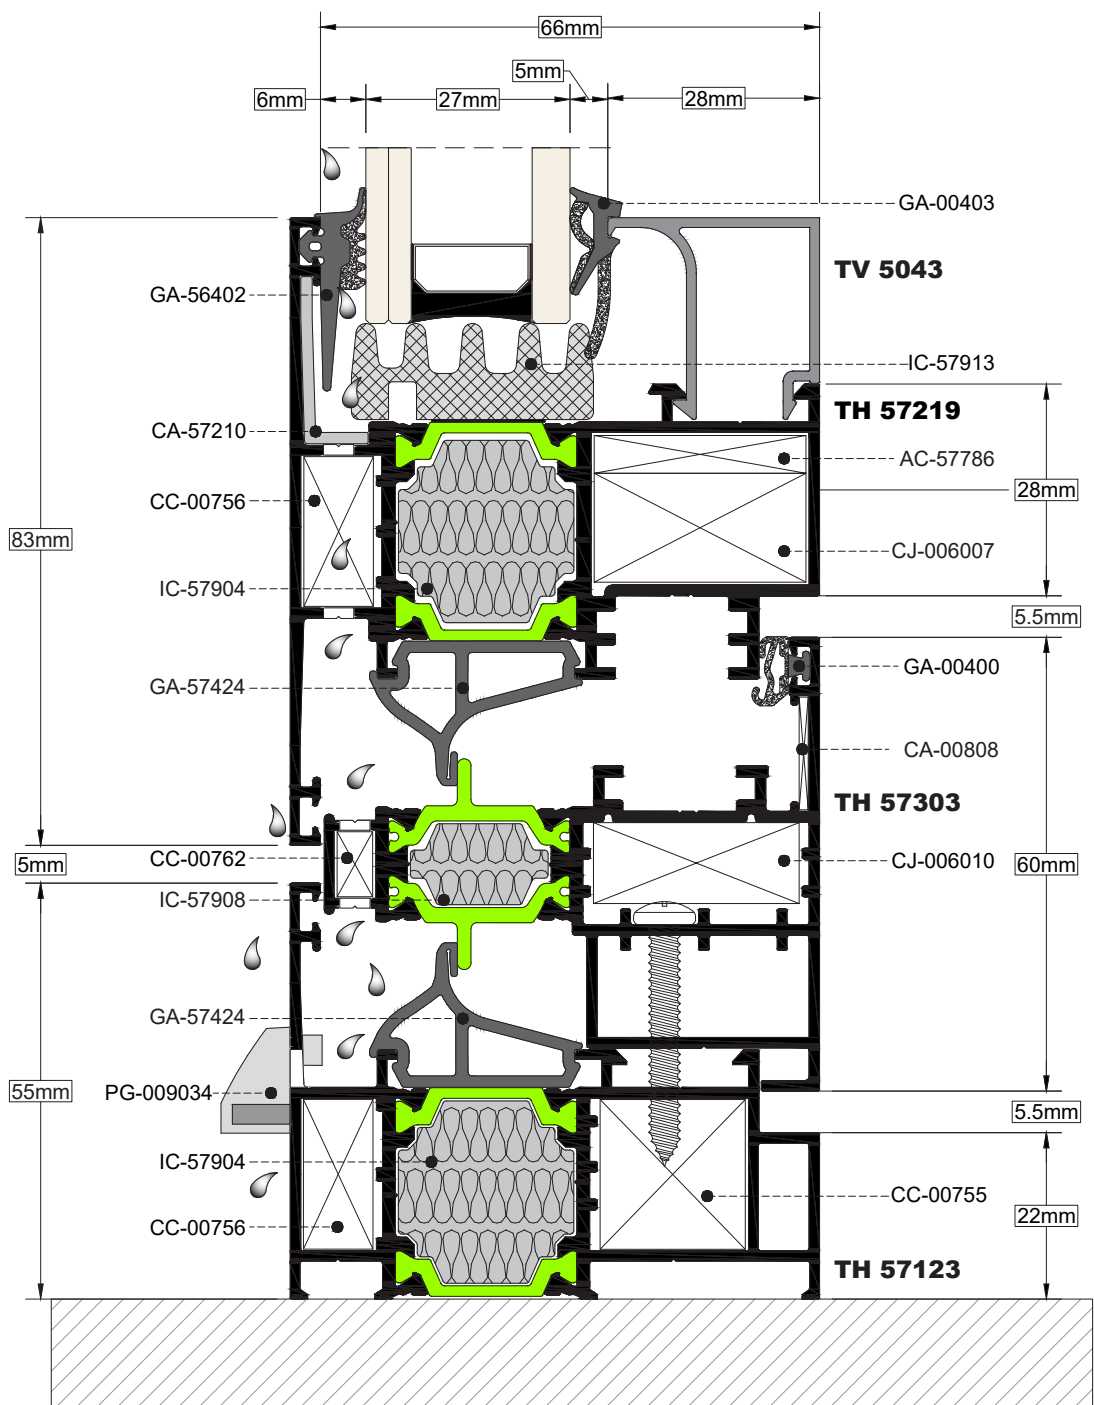 66mm
5mm
6mm
27mm
28mm
GA-00403
TV 5043
GA-56402
IC-57913
TH 57219
CA-57210
AC-57786
28mm
CC-00756
83mm
CJ-006007
IC-57904
5.5mm
GA-00400
GA-57424
CA-00808
TH 57303
5mm
CC-00762
CJ-006010
60mm
IC-57908
GA-57424
55mm
PG-009034
5.5mm
IC-57904
CC-00755
22mm
CC-00756
TH 57123